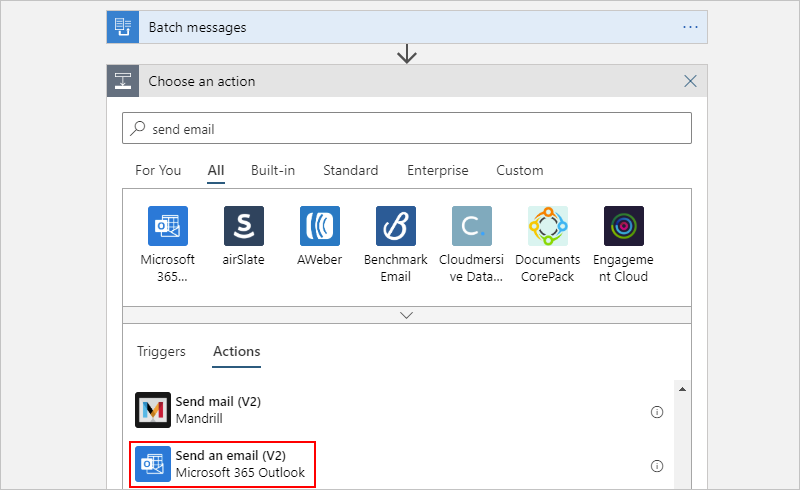 Batch messages
Choose an action
send email
For You All Built-in Standard Enterprise Custom
Microsoft 365... airSlate AWeber Benchmark Email Cloudmersive Data... Documents CorePack Engagement Cloud
Triggers Actions
Send mail (V2)
Mandrill
Send an email (V2)
Microsoft 365 Outlook